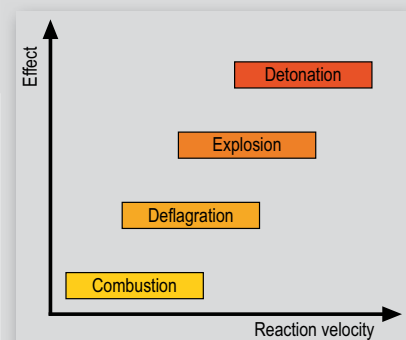 Effect
Detonation
Explosion
Deflagration
Combustion
Reaction velocity